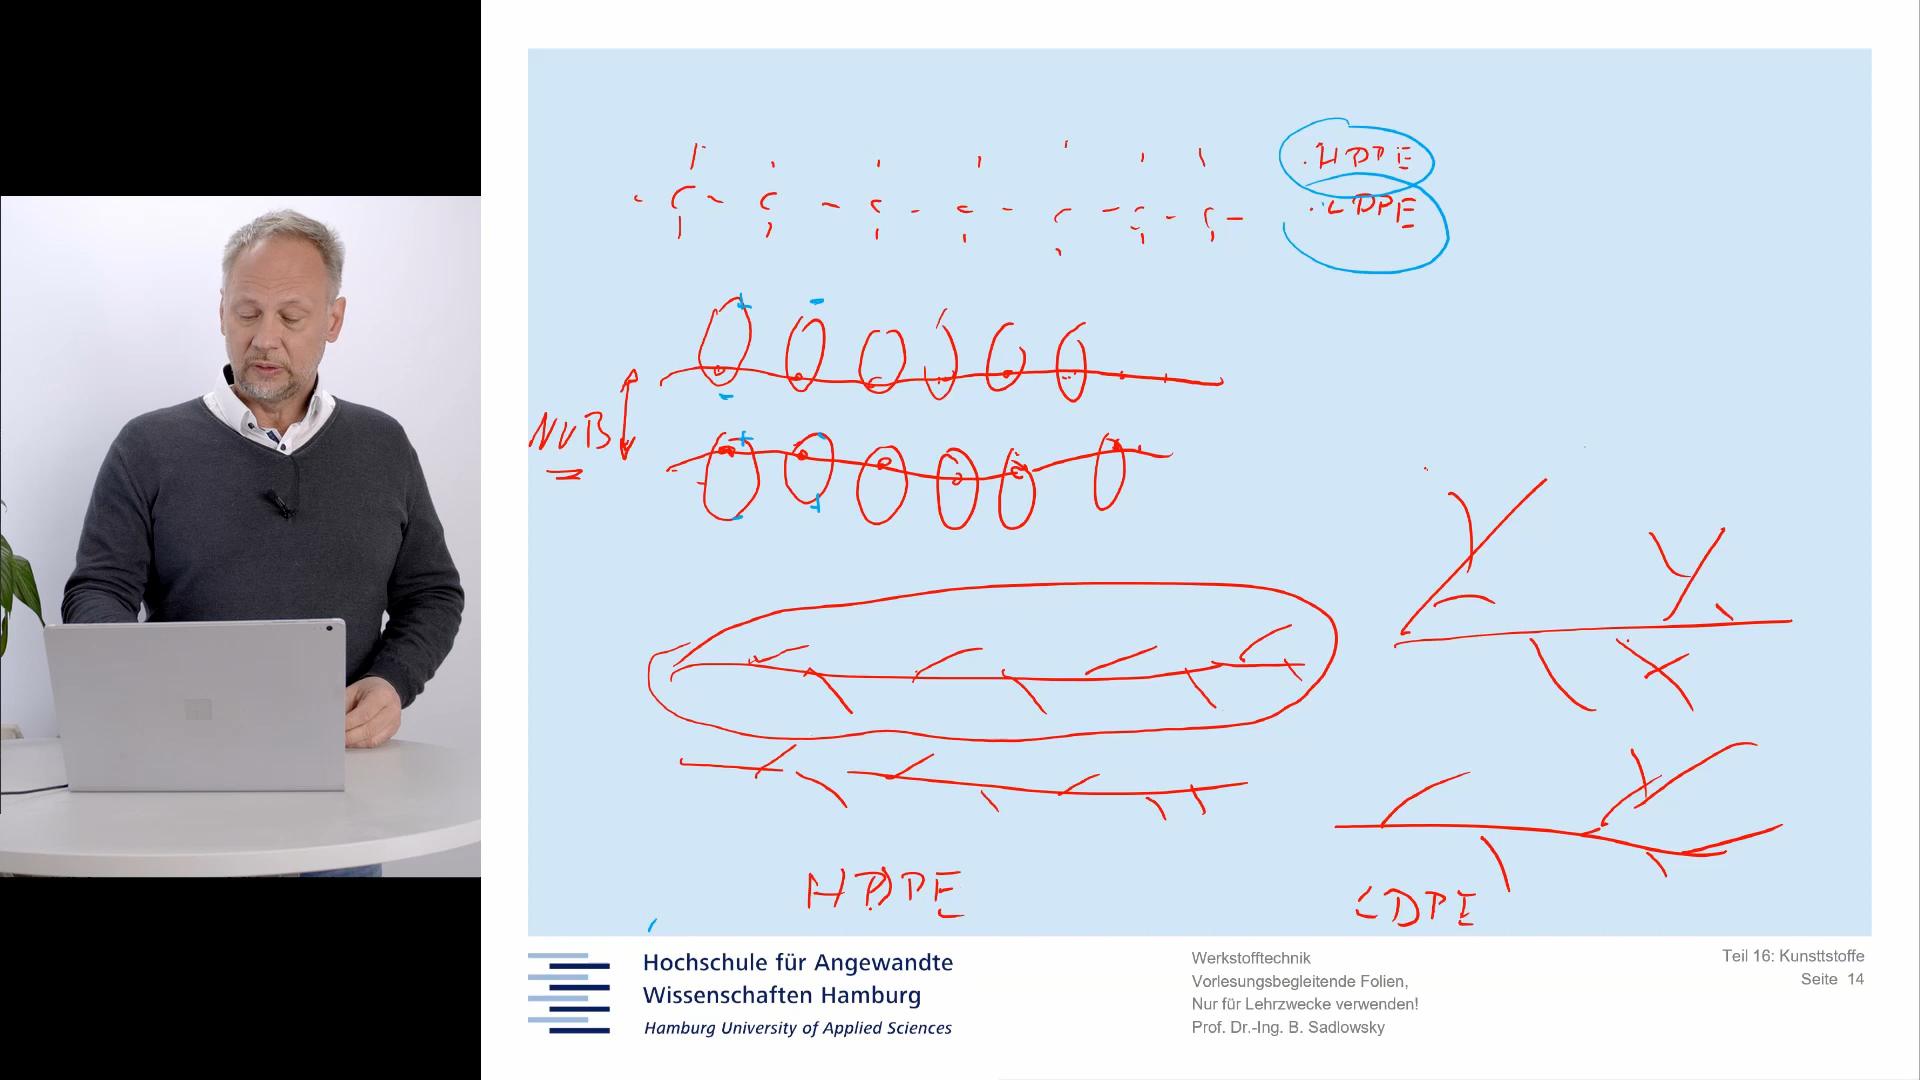 HDPE
LDPE
C C C C C C C
NVB
HDPE
LDPE
Hochschule für Angewandte
Wissenschaften Hamburg
Hamburg University of Applied Sciences
Werkstofftechnik
Vorlesungsbegleitende Folien,
Nur für Lehrzwecke verwenden!
Prof. Dr.-Ing. B. Sadlowsky
Teil 16: Kunsttstoffe
Seite 14